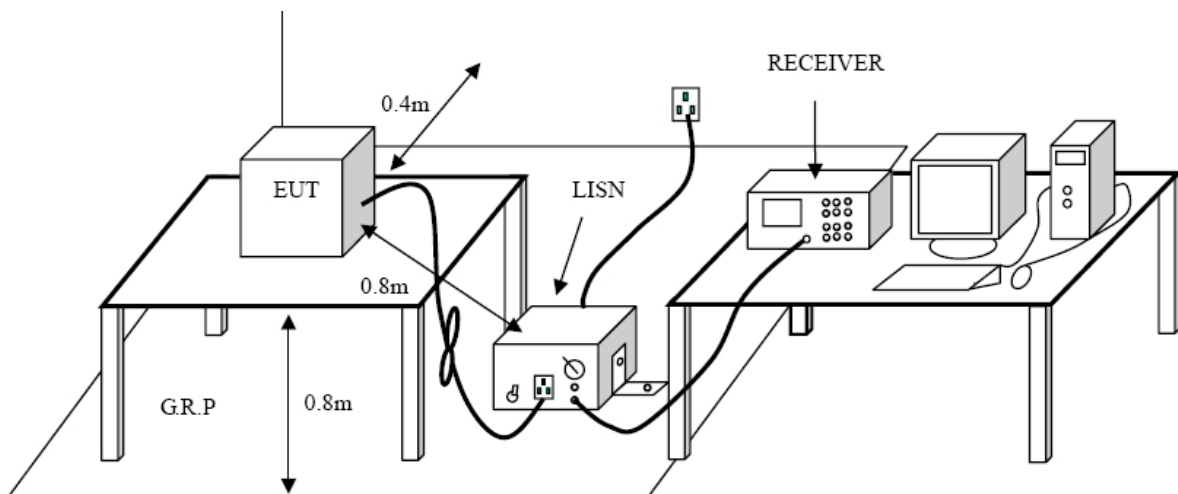 RECEIVER
0.4m
EUT
LISN
0.8m
G.R.P
0.8m